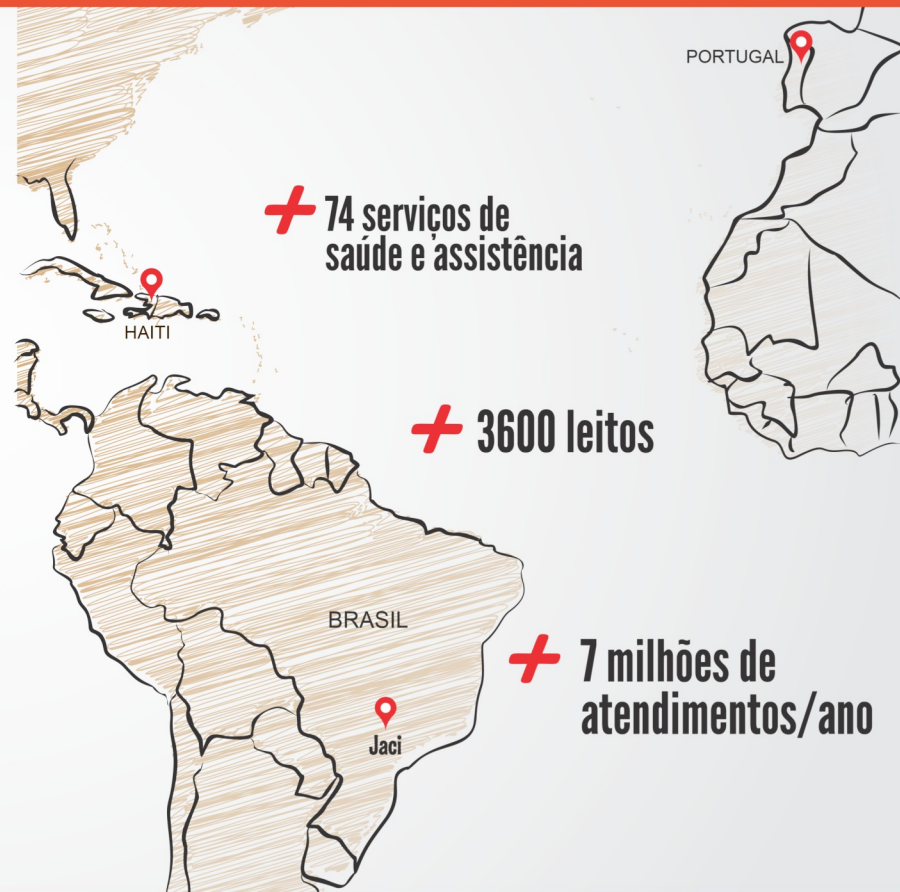 PORTUGAL
+ 74 serviços de
saúde e assistência
HAITI
+ 3600 leitos
BRASIL
+ 7 milhões de
atendimentos/ano
Jaci